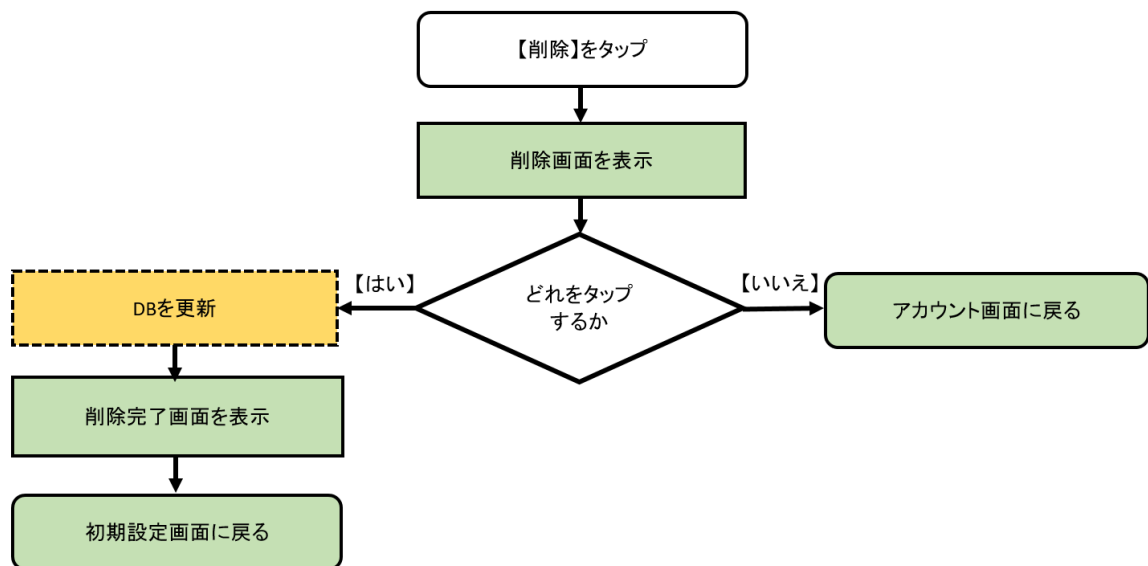 【削除】をタップ
削除画面を表示
どれをタップ
するか
【はい】
【いいえ】
DBを更新
アカウント画面に戻る
削除完了画面を表示
初期設定画面に戻る